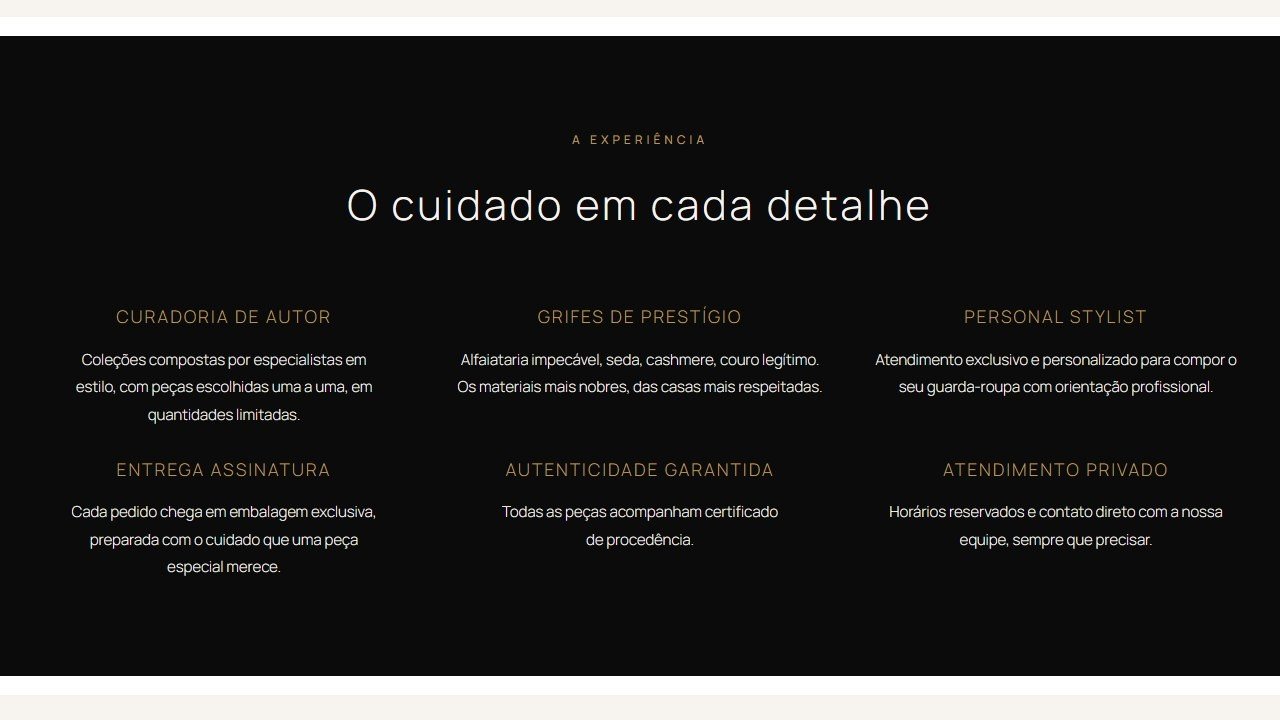 A EXPERIÊNCIA
O cuidado em cada detalhe
CURADORIA DE AUTOR
Coleções compostas por especialistas em
estilo, com peças escolhidas uma a uma, em
quantidades limitadas.
GRIFES DE PRESTÍGIO
Alfaiataria impecável, seda, cashmere, couro legítimo.
Os materiais mais nobres, das casas mais respeitadas.
PERSONAL STYLIST
Atendimento exclusivo e personalizado para compor o
seu guarda-roupa com orientação profissional.
ENTREGA ASSINATURA
Cada pedido chega em embalagem exclusiva,
preparada com o cuidado que uma peça
especial merece.
AUTENTICIDADE GARANTIDA
Todas as peças acompanham certificado
de procedência.
ATENDIMENTO PRIVADO
Horários reservados e contato direto com a nossa
equipe, sempre que precisar.